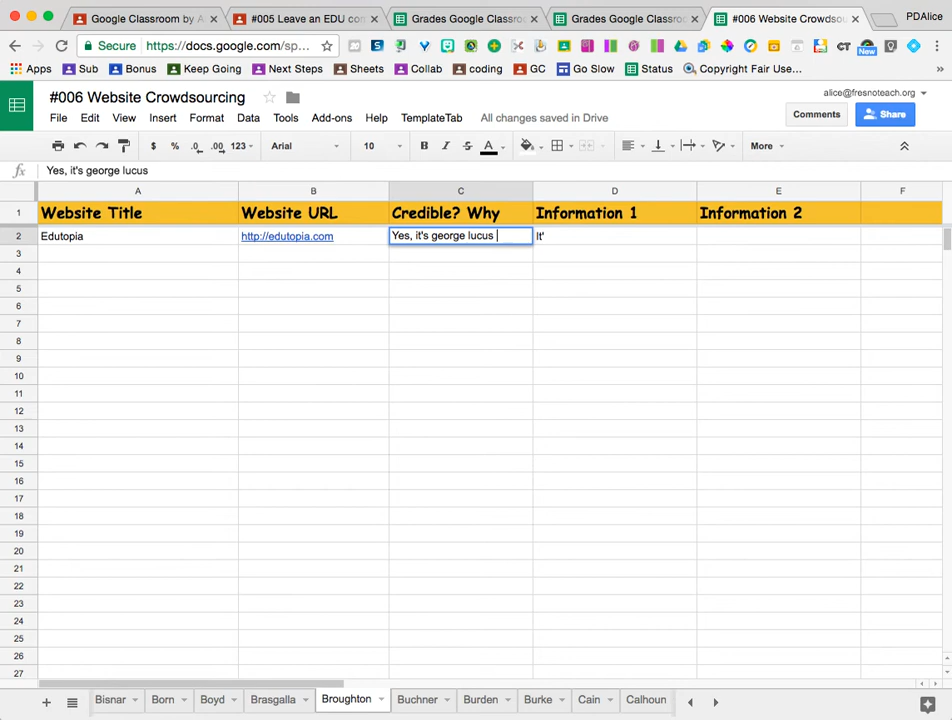 Google Classroom by A
#005 Leave an EDU con
Grades Google Classroo
Grades Google Classroo
#006 Website Crowdsou
PDAlice
Secure
https://docs.google.com/sp...
Apps
Sub
Bonus
Keep Going
Next Steps
Sheets
Collab
coding
GC
Go Slow
Status
Copyright Fair Use...
»
#006 Website Crowdsourcing
alice@fresnoteach.org
File Edit View Insert Format Data Tools Add-ons Help TemplateTab
All changes saved in Drive
Comments
Share
$ % .0 .00 123
Arial
10
B I S A
More
fx
Yes, it's george lucus
A B C D E F
1 Website Title Website URL Credible? Why Information 1 Information 2
2 Edutopia http://edutopia.com Yes, it's george lucus It'
3
4
5
6
7
8
9
10
11
12
13
14
15
16
17
18
19
20
21
22
23
24
25
26
27
+ Bisnar Born Boyd Brasgalla Broughton Buchner Burden Burke Cain Calhoun